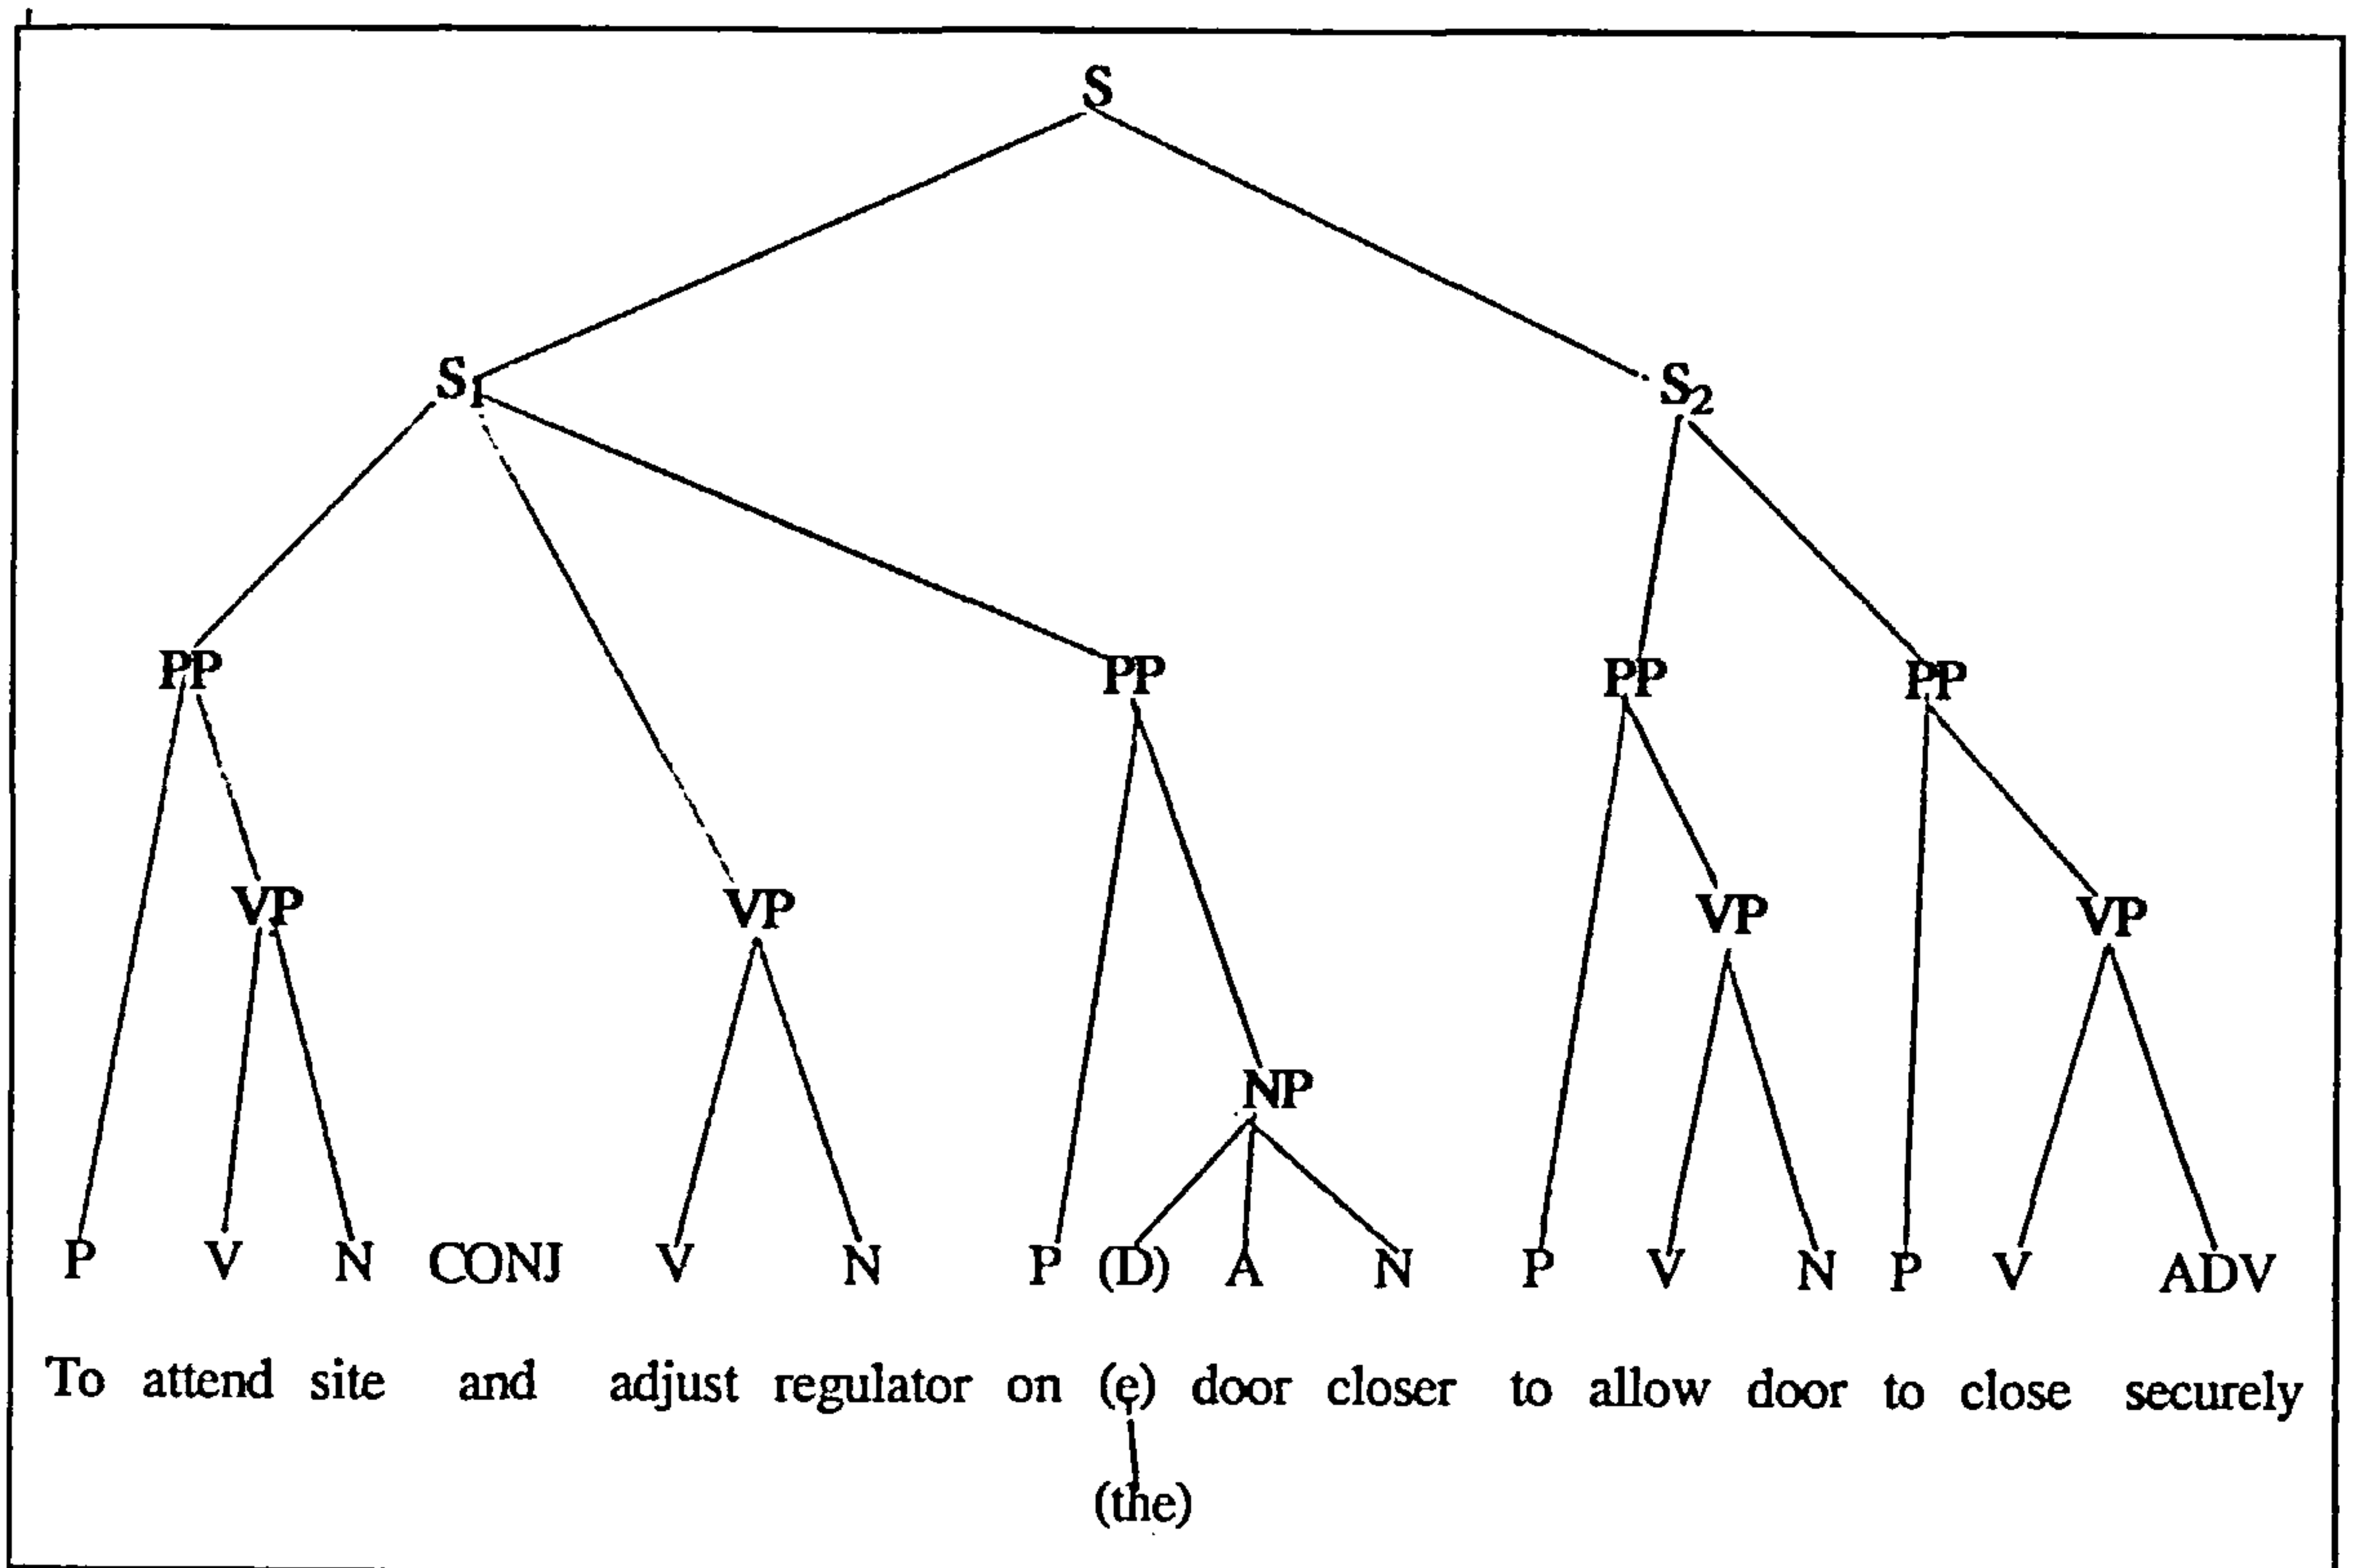 S
S1 S2
PP PP PP PP
VP VP VP VP
NP
P V N CONJ V N P (D) A N P V N P V ADV
To attend site and adjust regulator on (e) door closer to allow door to close securely
(the)